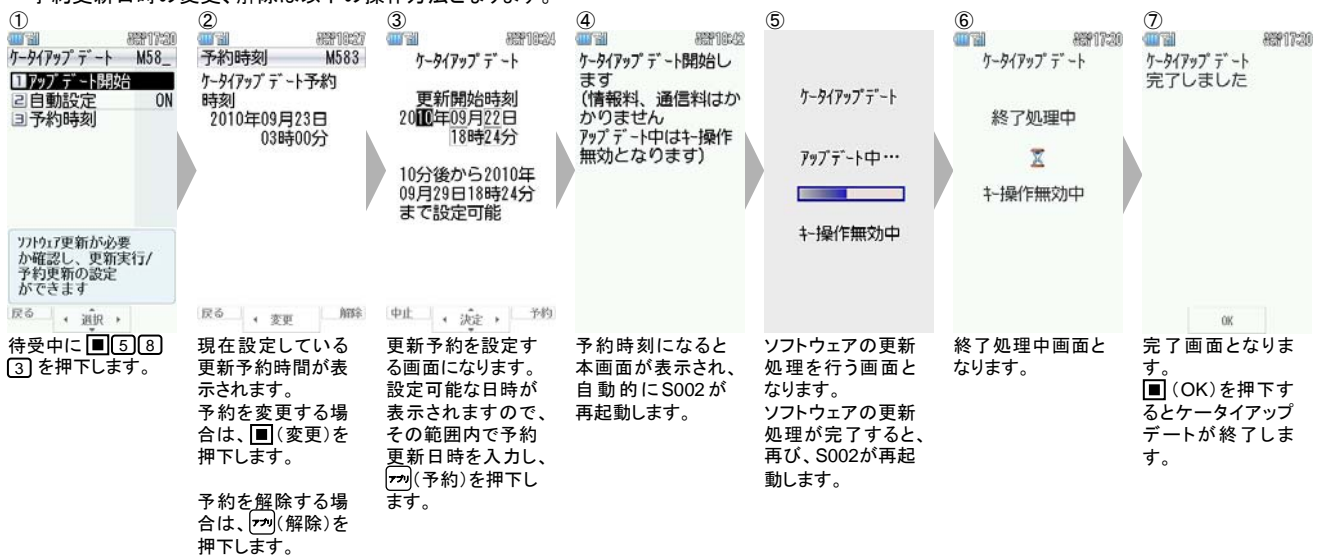 予約更新日時の変更、解除は以下の操作方法となります。
①
17:20
ケータイアップデート M58_
1アップデート開始
2自動設定 ON
3予約時刻
ソフトウェア更新が必要
か確認し、更新実行/
予約更新の設定
ができます
戻る 選択
待受中に■58
3を押下します。
②
18:27
予約時刻 M583
ケータイアップデート予約
時刻
2010年09月23日
03時00分
戻る 変更 解除
現在設定している
更新予約時間が表
示されます。
予約を変更する場
合は、■(変更)を
押下します。
予約を解除する場
合は、アプリ(解除)を
押下します。
③
18:24
ケータイアップデート
更新開始時刻
2010年09月22日
18時24分
10分後から2010年
09月29日18時24分
まで設定可能
中止 決定 予約
更新予約を設定す
る画面になります。
設定可能な日時が
表示されますので、
その範囲内で予約
更新日時を入力し、
アプリ(予約)を押下し
ます。
④
18:42
ケータイアップデート開始し
ます
(情報料、通信料はか
かりません
アップデート中はキー操作
無効となります)
予約時刻になると
本画面が表示され、
自動的にS002が
再起動します。
⑤
ケータイアップデート
アップデート中…
キー操作無効中
ソフトウェアの更新
処理を行う画面と
なります。
ソフトウェアの更新
処理が完了すると、
再び、S002が再起
動します。
⑥
17:20
ケータイアップデート
終了処理中
キー操作無効中
終了処理中画面と
なります。
⑦
17:20
ケータイアップデート
完了しました
OK
完了画面となりま
す。
■(OK)を押下す
るとケータイアップ
デートが終了しま
す。